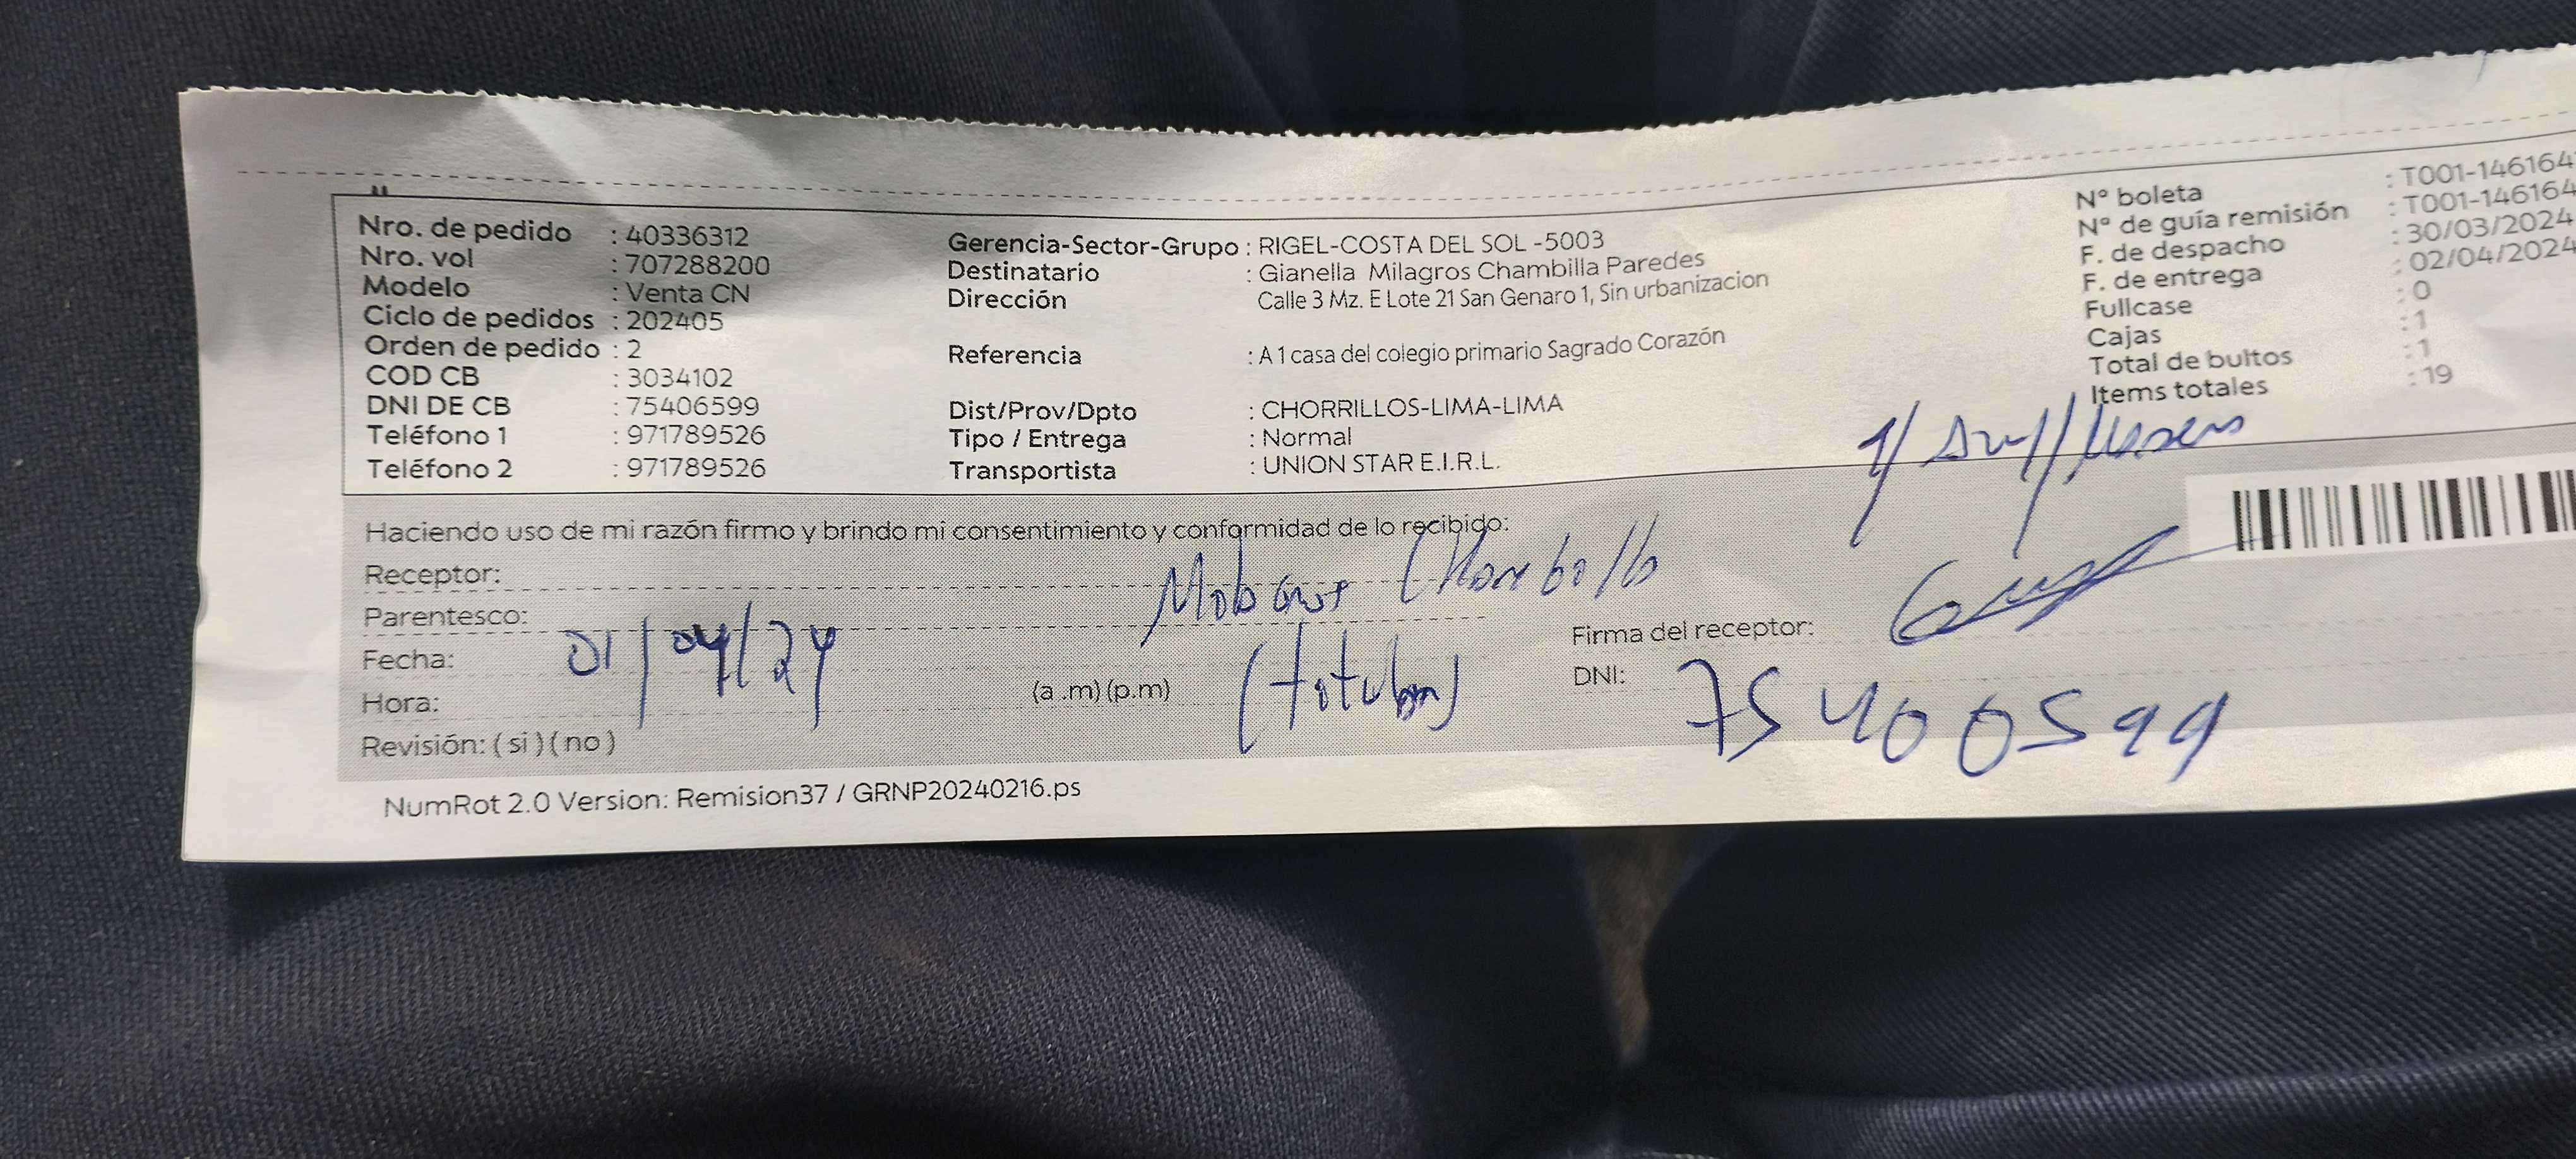 Nro. de pedido : 40336312
Nro. vol : 707288200
Modelo : Venta CN
Ciclo de pedidos : 202405
Orden de pedido : 2
COD CB : 3034102
DNI DE CB : 75406599
Teléfono 1 : 971789526
Teléfono 2 : 971789526
Gerencia-Sector-Grupo : RIGEL-COSTA DEL SOL -5003
Destinatario : Gianella Milagros Chambilla Paredes
Dirección Calle 3 Mz. E Lote 21 San Genaro 1, Sin urbanizacion
Referencia : A 1 casa del colegio primario Sagrado Corazón
Dist/Prov/Dpto : CHORRILLOS-LIMA-LIMA
Tipo / Entrega : Normal
Transportista : UNION STAR E.I.R.L.
N° boleta : T001-146164
N° de guía remisión : T001-146164
F. de despacho : 30/03/2024
F. de entrega : 02/04/2024
Fullcase : 0
Cajas : 1
Total de bultos : 1
Items totales : 19
Haciendo uso de mi razón firmo y brindo mi consentimiento y conformidad de lo recibido:
Receptor:
Parentesco:
Fecha: 01/04/24
Hora: (a .m) (p.m)
Revisión: ( si ) ( no )
Firma del receptor:
DNI: 75400599
NumRot 2.0 Version: Remision37 / GRNP20240216.ps